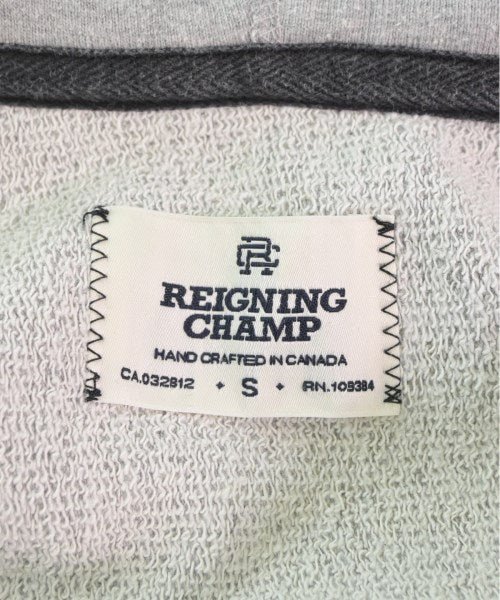 RC
REIGNING
CHAMP
HAND CRAFTED IN CANADA
CA.032812 + S + RN.109384